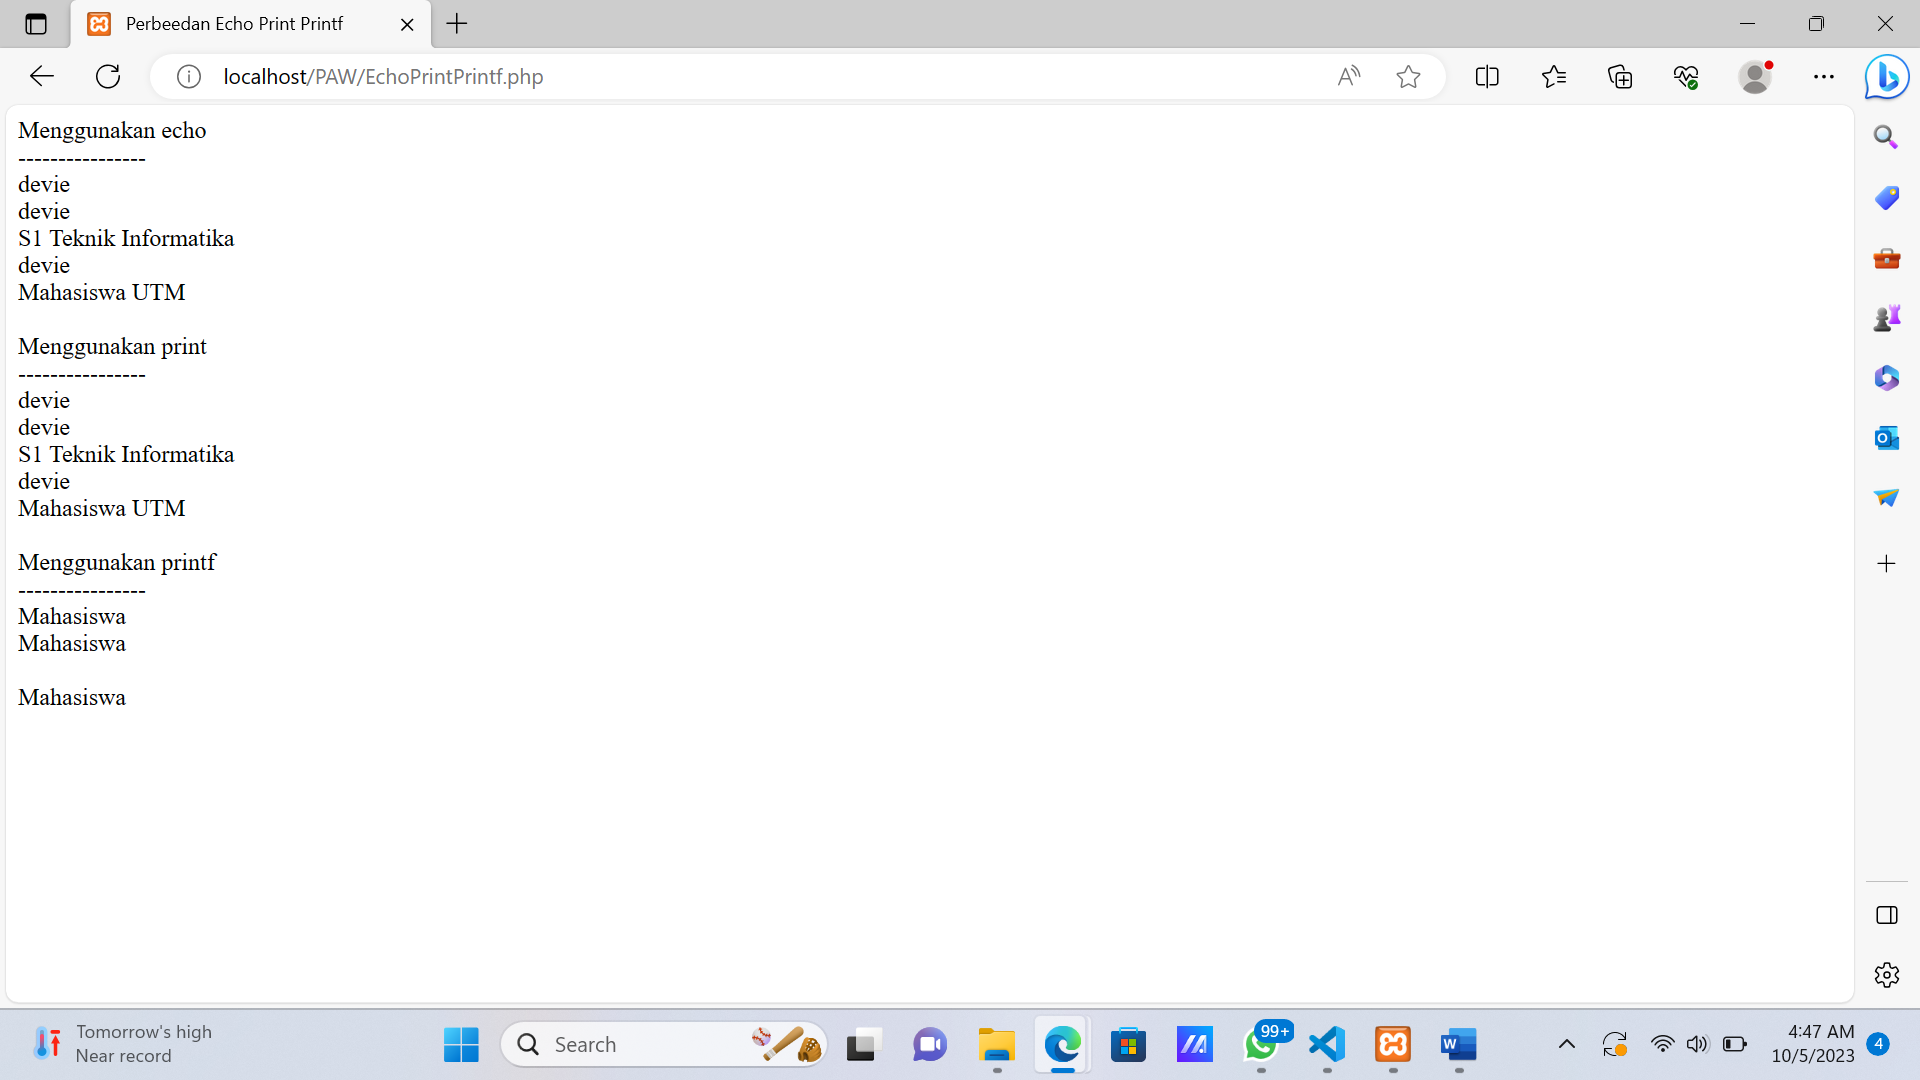 Perbeedan Echo Print Printf
localhost/PAW/EchoPrintPrintf.php
Menggunakan echo
----------------
devie
devie
S1 Teknik Informatika
devie
Mahasiswa UTM
Menggunakan print
----------------
devie
devie
S1 Teknik Informatika
devie
Mahasiswa UTM
Menggunakan printf
----------------
Mahasiswa
Mahasiswa
Mahasiswa
Tomorrow's high
Near record
Search
99+
4:47 AM
10/5/2023
4